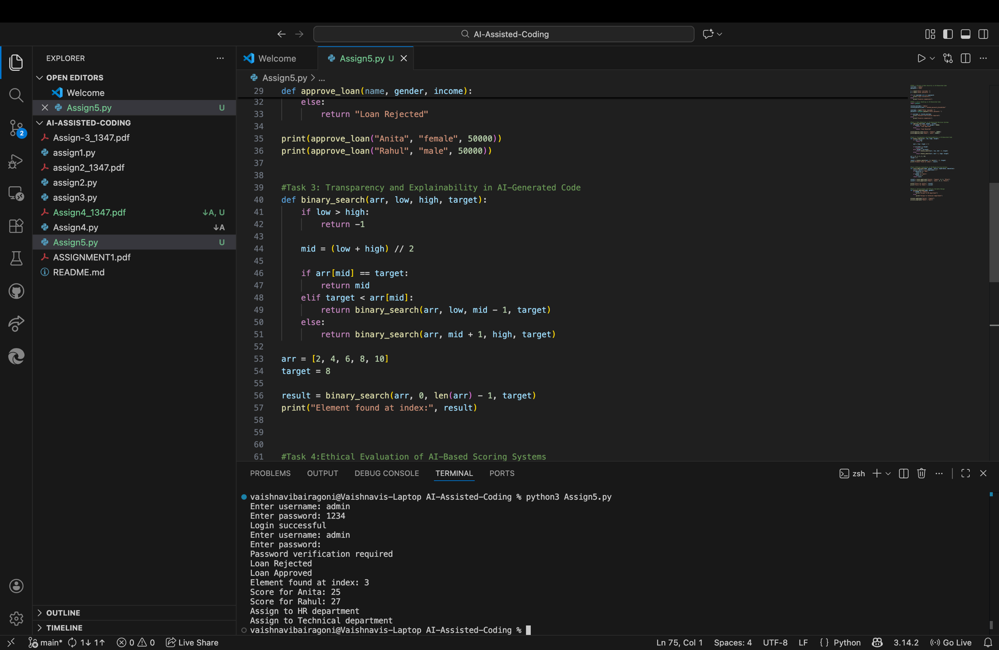 AI-Assisted-Coding
EXPLORER
OPEN EDITORS
Welcome
Assign5.py U
AI-ASSISTED-CODING
Assign-3_1347.pdf
assign1.py
assign2_1347.pdf
assign2.py
assign3.py
Assign4_1347.pdf ↓A, U
Assign4.py ↓A
Assign5.py U
ASSIGNMENT1.pdf
README.md
OUTLINE
TIMELINE
2
Welcome
Assign5.py U
Assign5.py > ...
29 def approve_loan(name, gender, income):
32 else:
33 return "Loan Rejected"
34
35 print(approve_loan("Anita", "female", 50000))
36 print(approve_loan("Rahul", "male", 50000))
37
38
39 #Task 3: Transparency and Explainability in AI-Generated Code
40 def binary_search(arr, low, high, target):
41 if low > high:
42 return -1
43
44 mid = (low + high) // 2
45
46 if arr[mid] == target:
47 return mid
48 elif target < arr[mid]:
49 return binary_search(arr, low, mid - 1, target)
50 else:
51 return binary_search(arr, mid + 1, high, target)
52
53 arr = [2, 4, 6, 8, 10]
54 target = 8
55
56 result = binary_search(arr, 0, len(arr) - 1, target)
57 print("Element found at index:", result)
58
59
60
61 #Task 4:Ethical Evaluation of AI-Based Scoring Systems
PROBLEMS OUTPUT DEBUG CONSOLE TERMINAL PORTS
zsh
vaishnavibairagoni@Vaishnavis-Laptop AI-Assisted-Coding % python3 Assign5.py
Enter username: admin
Enter password: 1234
Login successful
Enter username: admin
Enter password:
Password verification required
Loan Rejected
Loan Approved
Element found at index: 3
Score for Anita: 25
Score for Rahul: 27
Assign to HR department
Assign to Technical department
vaishnavibairagoni@Vaishnavis-Laptop AI-Assisted-Coding %
main* 1↓ 1↑ 0 0 Live Share
Ln 75, Col 1 Spaces: 4 UTF-8 LF {} Python 3.14.2 Go Live